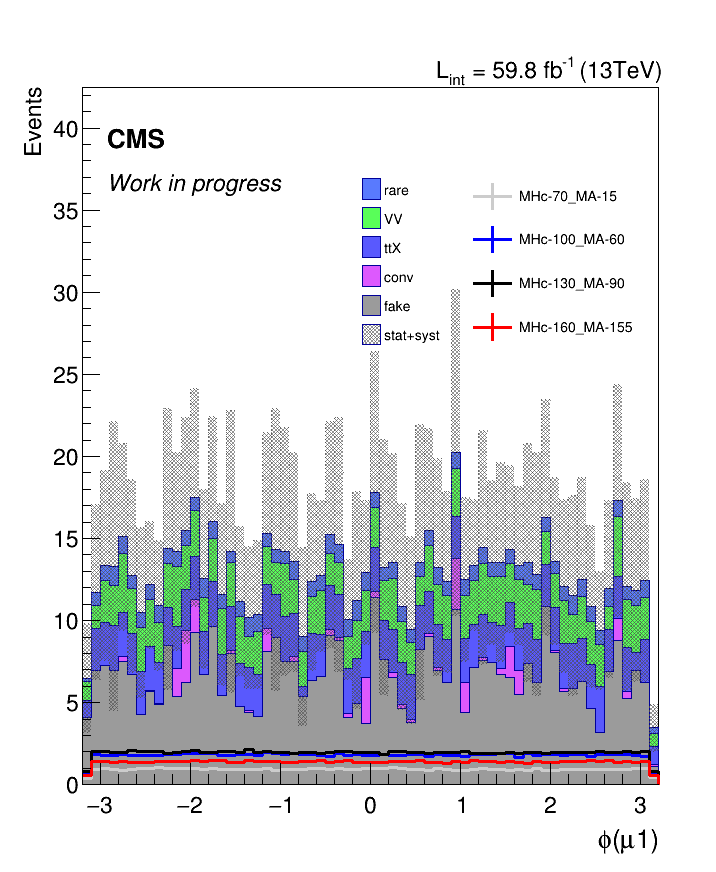 L_int = 59.8 fb^-1 (13TeV)
Events
CMS
Work in progress
rare
VV
ttX
conv
fake
stat+syst
MHc-70_MA-15
MHc-100_MA-60
MHc-130_MA-90
MHc-160_MA-155
40
35
30
25
20
15
10
5
0
−3 −2 −1 0 1 2 3
ϕ(μ1)